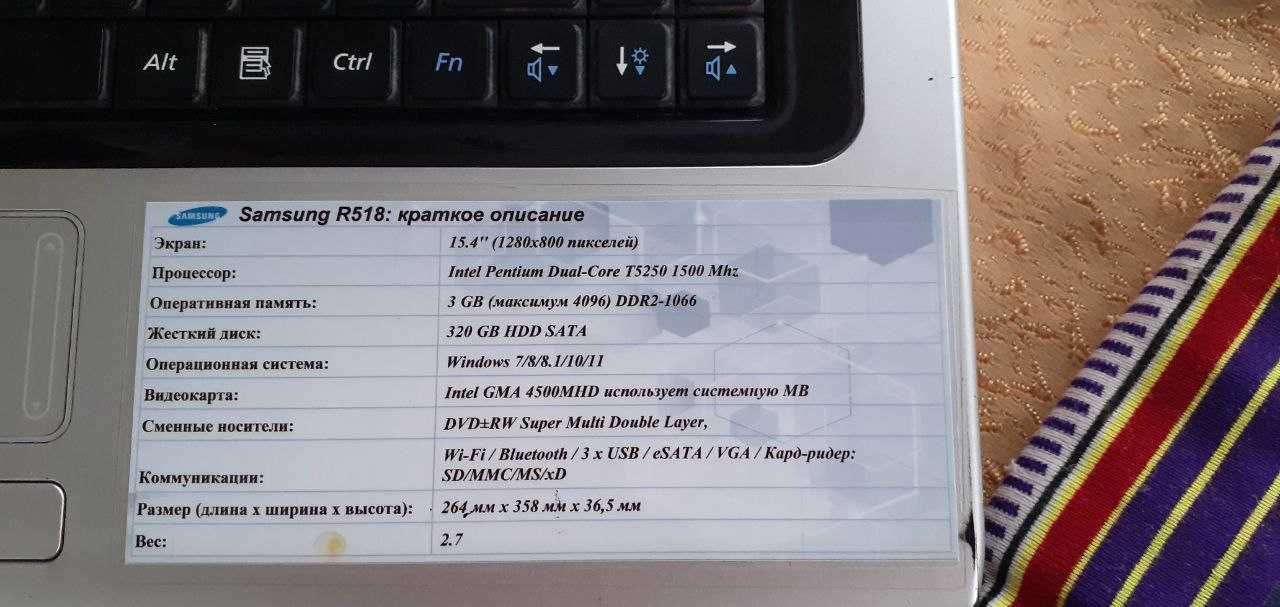 Alt Ctrl Fn
SAMSUNG Samsung R518: краткое описание
Экран: 15.4" (1280x800 пикселей)
Процессор: Intel Pentium Dual-Core T5250 1500 Mhz
Оперативная память: 3 GB (максимум 4096) DDR2-1066
Жесткий диск: 320 GB HDD SATA
Операционная система: Windows 7/8/8.1/10/11
Видеокарта: Intel GMA 4500MHD использует системную МВ
Сменные носители: DVD±RW Super Multi Double Layer,
Коммуникации: Wi-Fi / Bluetooth / 3 x USB / eSATA / VGA / Кард-ридер:
SD/MMC/MS/xD
Размер (длина x ширина x высота): 264 мм x 358 мм x 36,5 мм
Вес: 2.7